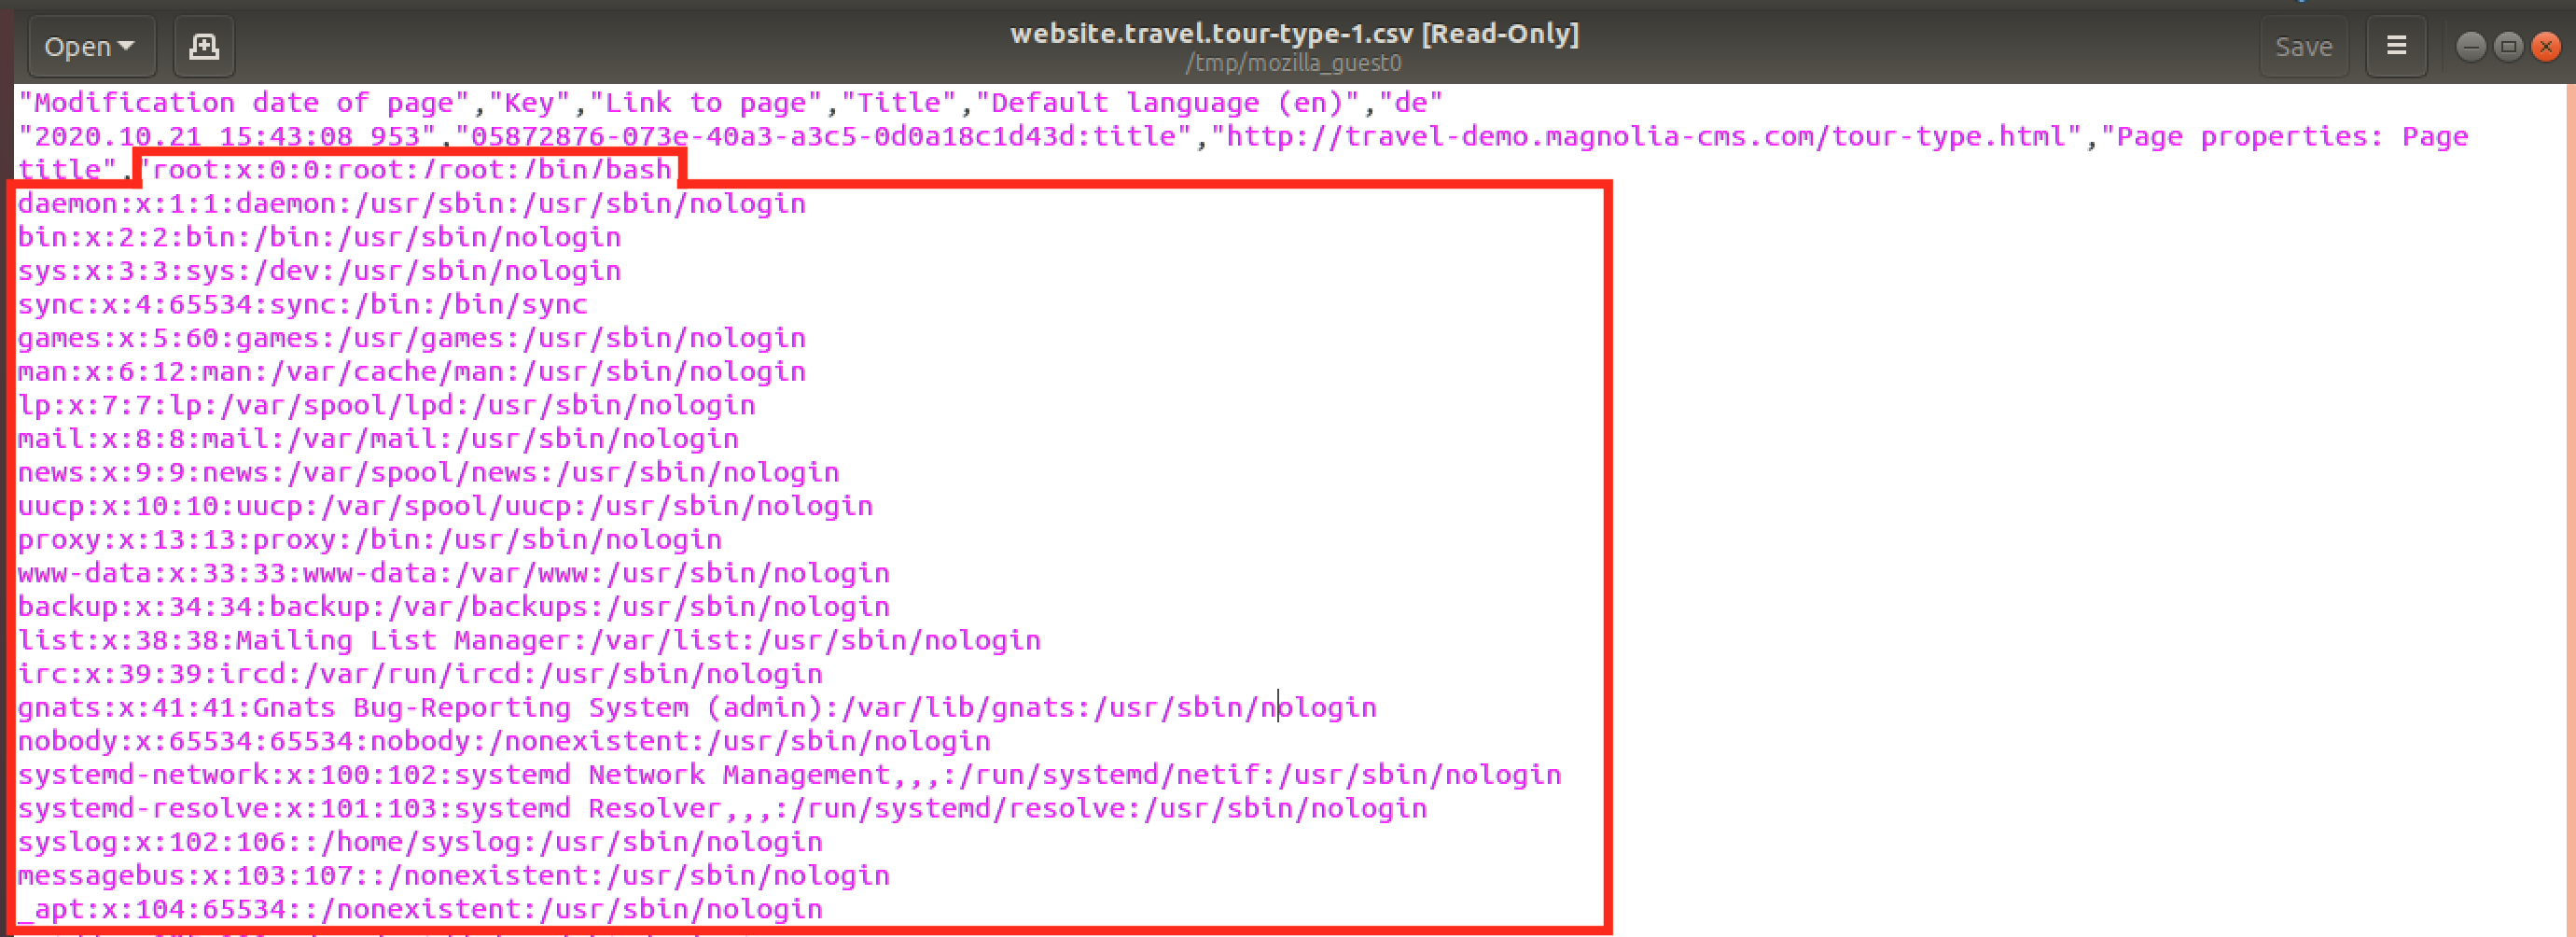 Open
website.travel.tour-type-1.csv [Read-Only]
/tmp/mozilla_guest0
Save
"Modification date of page","Key","Link to page","Title","Default language (en)","de"
"2020.10.21 15:43:08 953","05872876-073e-40a3-a3c5-0d0a18c1d43d:title","http://travel-demo.magnolia-cms.com/tour-type.html","Page properties: Page
title","root:x:0:0:root:/root:/bin/bash
daemon:x:1:1:daemon:/usr/sbin:/usr/sbin/nologin
bin:x:2:2:bin:/bin:/usr/sbin/nologin
sys:x:3:3:sys:/dev:/usr/sbin/nologin
sync:x:4:65534:sync:/bin:/bin/sync
games:x:5:60:games:/usr/games:/usr/sbin/nologin
man:x:6:12:man:/var/cache/man:/usr/sbin/nologin
lp:x:7:7:lp:/var/spool/lpd:/usr/sbin/nologin
mail:x:8:8:mail:/var/mail:/usr/sbin/nologin
news:x:9:9:news:/var/spool/news:/usr/sbin/nologin
uucp:x:10:10:uucp:/var/spool/uucp:/usr/sbin/nologin
proxy:x:13:13:proxy:/bin:/usr/sbin/nologin
www-data:x:33:33:www-data:/var/www:/usr/sbin/nologin
backup:x:34:34:backup:/var/backups:/usr/sbin/nologin
list:x:38:38:Mailing List Manager:/var/list:/usr/sbin/nologin
irc:x:39:39:ircd:/var/run/ircd:/usr/sbin/nologin
gnats:x:41:41:Gnats Bug-Reporting System (admin):/var/lib/gnats:/usr/sbin/nologin
nobody:x:65534:65534:nobody:/nonexistent:/usr/sbin/nologin
systemd-network:x:100:102:systemd Network Management,,,:/run/systemd/netif:/usr/sbin/nologin
systemd-resolve:x:101:103:systemd Resolver,,,:/run/systemd/resolve:/usr/sbin/nologin
syslog:x:102:106::/home/syslog:/usr/sbin/nologin
messagebus:x:103:107::/nonexistent:/usr/sbin/nologin
_apt:x:104:65534::/nonexistent:/usr/sbin/nologin